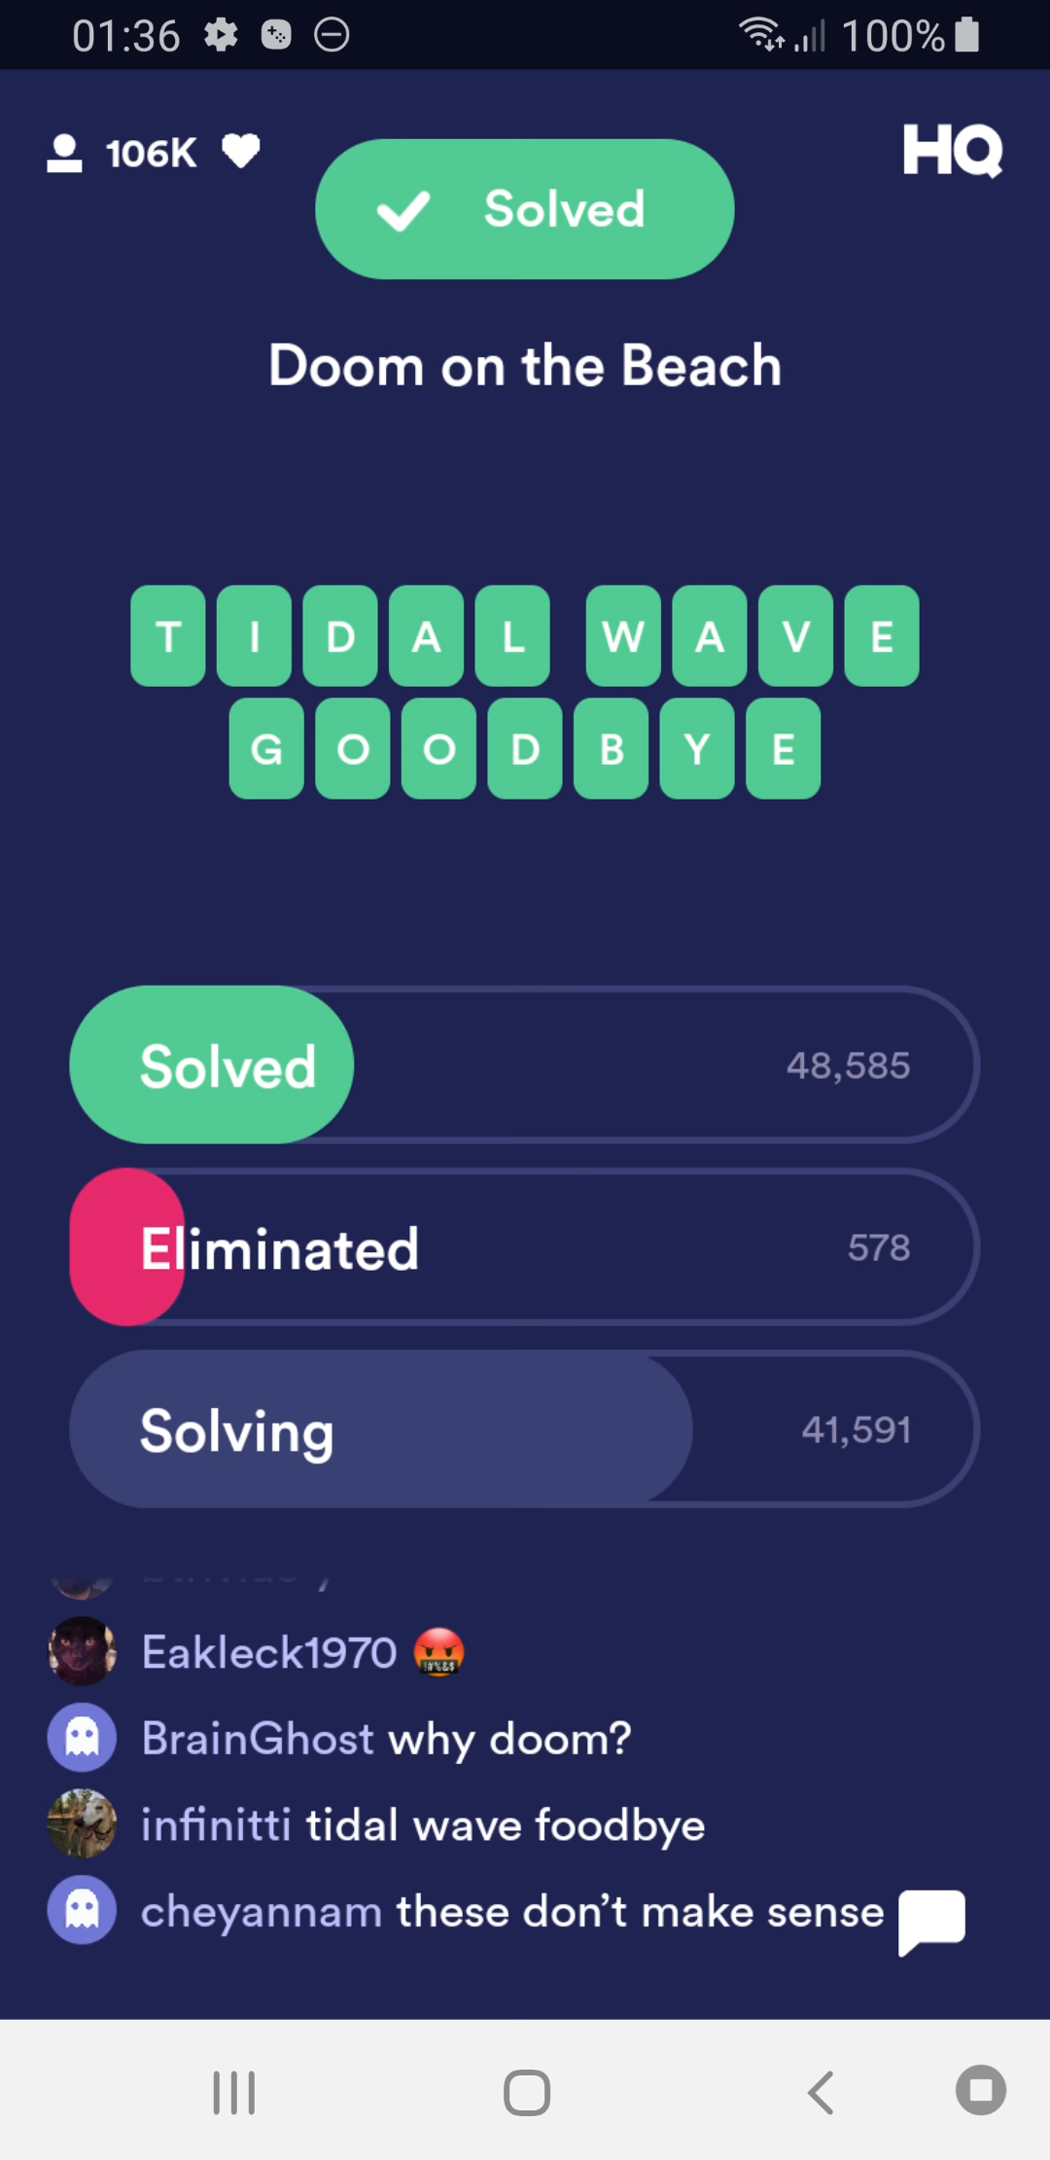 01:36 100%
106K HQ
Solved
Doom on the Beach
TIDAL WAVE
GOODBYE
Solved 48,585
Eliminated 578
Solving 41,591
Eakleck1970
BrainGhost why doom?
infinitti tidal wave foodbye
cheyannam these don’t make sense